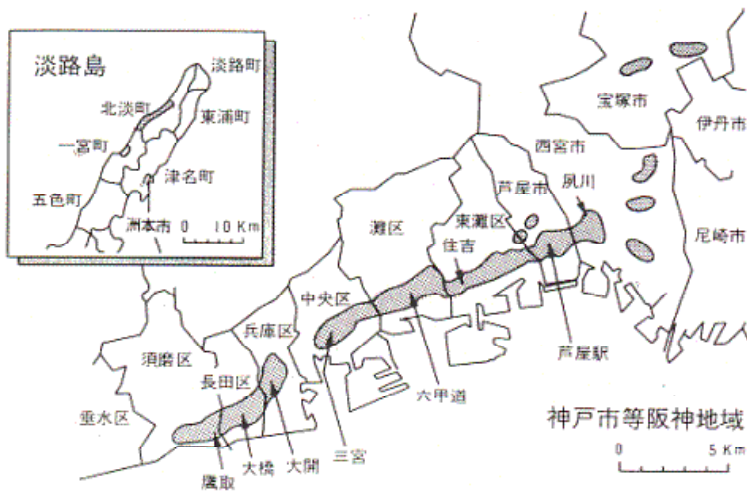 淡路島
淡路町
北淡町
東浦町
一宮町
津名町
五色町
洲本市
0 10Km
宝塚市
伊丹市
西宮市
芦屋市
夙川
東灘区
灘区
住吉
尼崎市
中央区
兵庫区
須磨区
長田区
芦屋駅
六甲道
垂水区
神戸市等阪神地域
三宮
大橋
大開
鷹取
0 5Km